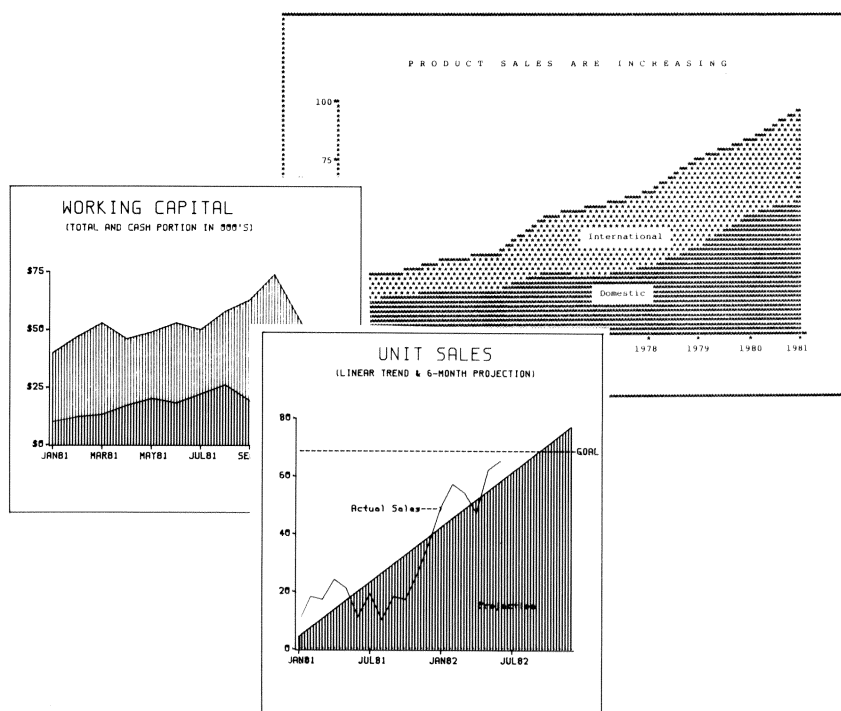 PRODUCT SALES ARE INCREASING
100
75
International
Domestic
1978 1979 1980 1981
WORKING CAPITAL
(TOTAL AND CASH PORTION IN 000'S)
$75
$50
$25
$0
JAN81 MAR81 MAY81 JUL81 SE
UNIT SALES
(LINEAR TREND & 6-MONTH PROJECTION)
80
GOAL
60
Actual Sales
40
20
Projection
0
JAN81 JUL81 JAN82 JUL82